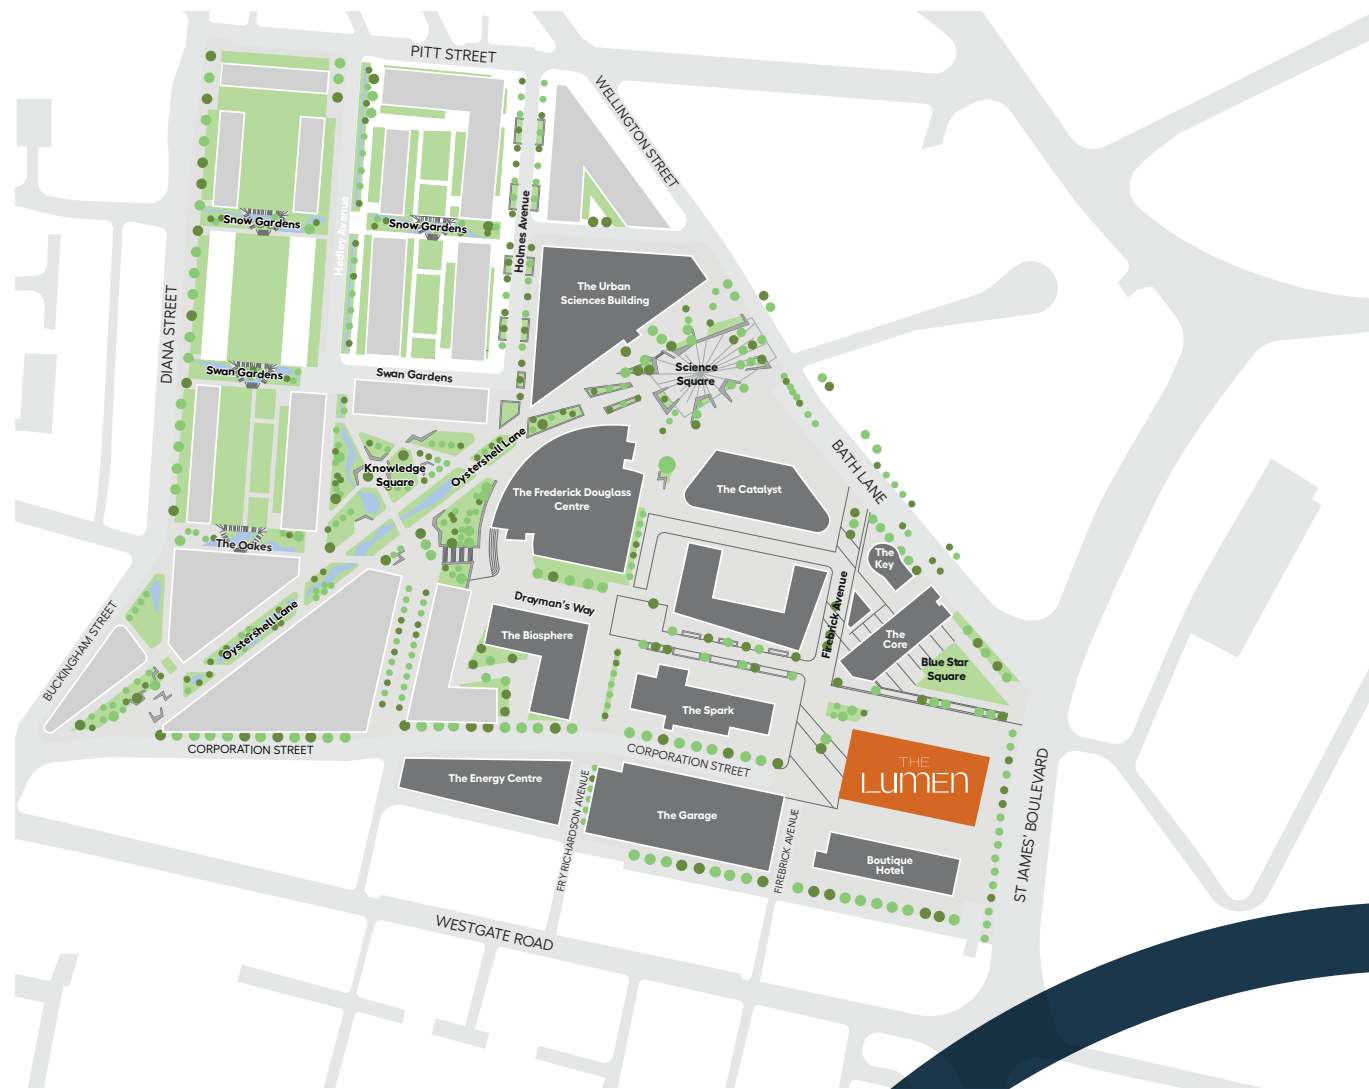 PITT STREET
WELLINGTON STREET
Snow Gardens
Snow Gardens
Hedley Avenue
Holmes Avenue
DIANA STREET
The Urban
Sciences Building
Swan Gardens
Swan Gardens
Science
Square
BATH LANE
Knowledge
Square
Oystershell Lane
The Frederick Douglass
Centre
The Catalyst
The Oakes
The
Key
Drayman's Way
Firebrick Avenue
BUCKINGHAM STREET
Oystershell Lane
The Biosphere
The
Core
Blue Star
Square
The Spark
CORPORATION STREET
CORPORATION STREET
THE
LUMEN
The Energy Centre
FRY RICHARDSON AVENUE
The Garage
FIREBRICK AVENUE
Boutique
Hotel
ST JAMES' BOULEVARD
WESTGATE ROAD